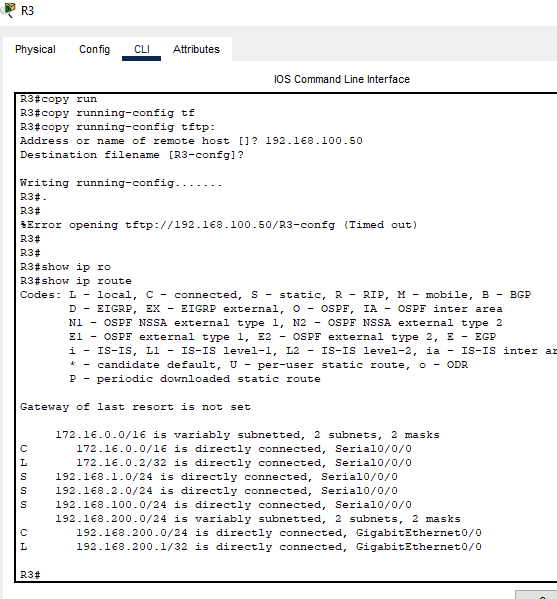 R3
Physical Config CLI Attributes
IOS Command Line Interface
R3#copy run
R3#copy running-config tf
R3#copy running-config tftp:
Address or name of remote host []? 192.168.100.50
Destination filename [R3-confg]?
Writing running-config.......
R3#.
R3#
%Error opening tftp://192.168.100.50/R3-confg (Timed out)
R3#
R3#
R3#show ip ro
R3#show ip route
Codes: L - local, C - connected, S - static, R - RIP, M - mobile, B - BGP
D - EIGRP, EX - EIGRP external, O - OSPF, IA - OSPF inter area
N1 - OSPF NSSA external type 1, N2 - OSPF NSSA external type 2
E1 - OSPF external type 1, E2 - OSPF external type 2, E - EGP
i - IS-IS, L1 - IS-IS level-1, L2 - IS-IS level-2, ia - IS-IS inter ar
* - candidate default, U - per-user static route, o - ODR
P - periodic downloaded static route
Gateway of last resort is not set
172.16.0.0/16 is variably subnetted, 2 subnets, 2 masks
C 172.16.0.0/16 is directly connected, Serial0/0/0
L 172.16.0.2/32 is directly connected, Serial0/0/0
S 192.168.1.0/24 is directly connected, Serial0/0/0
S 192.168.2.0/24 is directly connected, Serial0/0/0
S 192.168.100.0/24 is directly connected, Serial0/0/0
192.168.200.0/24 is variably subnetted, 2 subnets, 2 masks
C 192.168.200.0/24 is directly connected, GigabitEthernet0/0
L 192.168.200.1/32 is directly connected, GigabitEthernet0/0
R3#